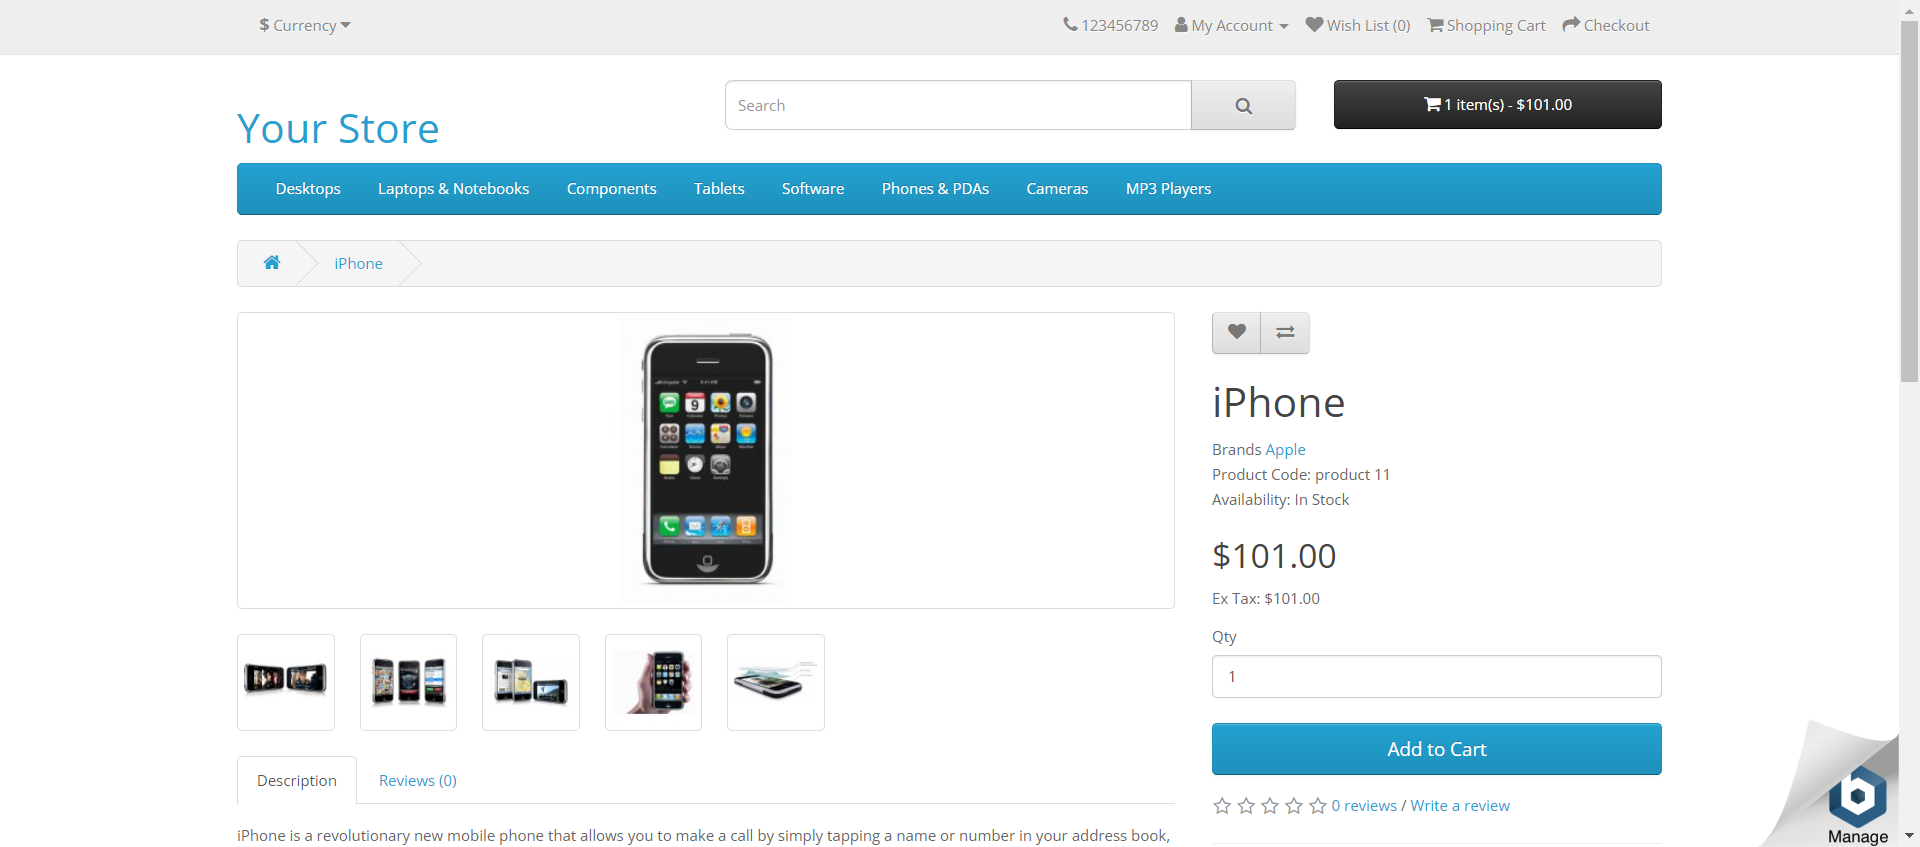 $ Currency
123456789 My Account Wish List (0) Shopping Cart Checkout
Your Store
Search
1 item(s) - $101.00
Desktops Laptops & Notebooks Components Tablets Software Phones & PDAs Cameras MP3 Players
iPhone
iPhone
Brands Apple
Product Code: product 11
Availability: In Stock
$101.00
Ex Tax: $101.00
Qty
1
Add to Cart
0 reviews / Write a review
Description Reviews (0)
iPhone is a revolutionary new mobile phone that allows you to make a call by simply tapping a name or number in your address book,
Manage